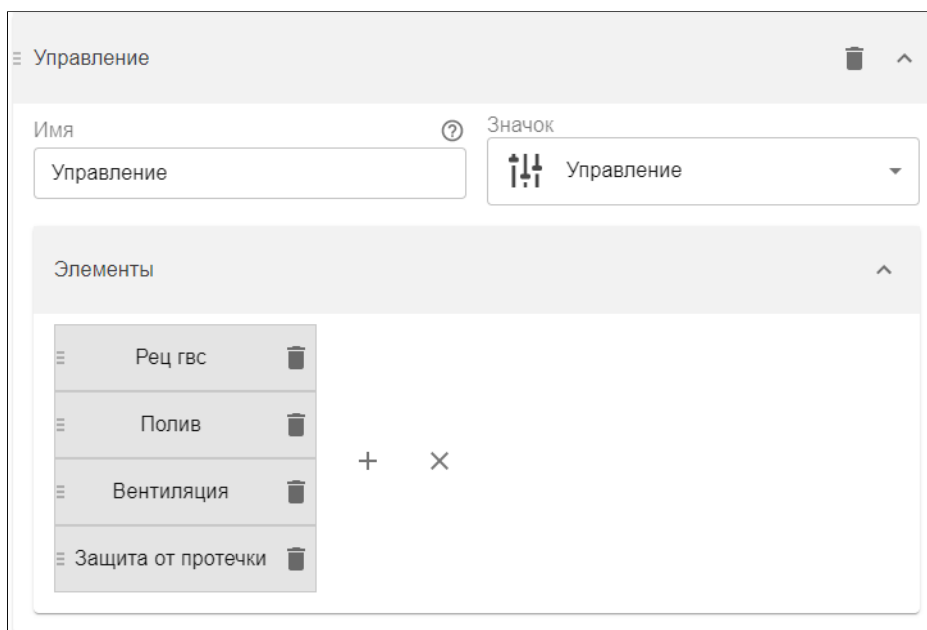 Управление
Имя
Значок
Управление
Управление
Элементы
Рец гвс
Полив
Вентиляция
Защита от протечки